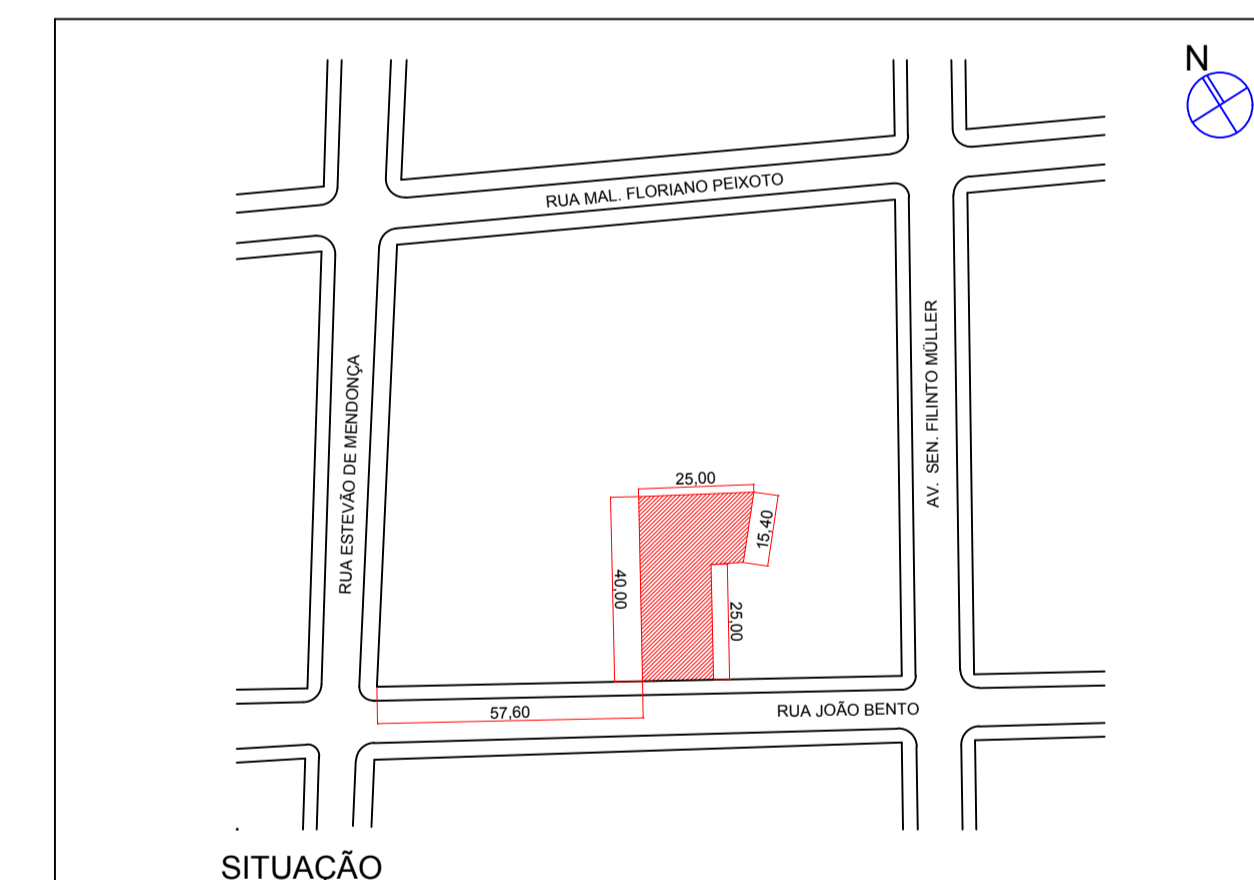 N
RUA MAL. FLORIANO PEIXOTO
RUA ESTEVÃO DE MENDONÇA
AV. SEN. FILINTO MÜLLER
25,00
15,40
40,00
25,00
57,60
RUA JOÃO BENTO
SITUAÇÃO